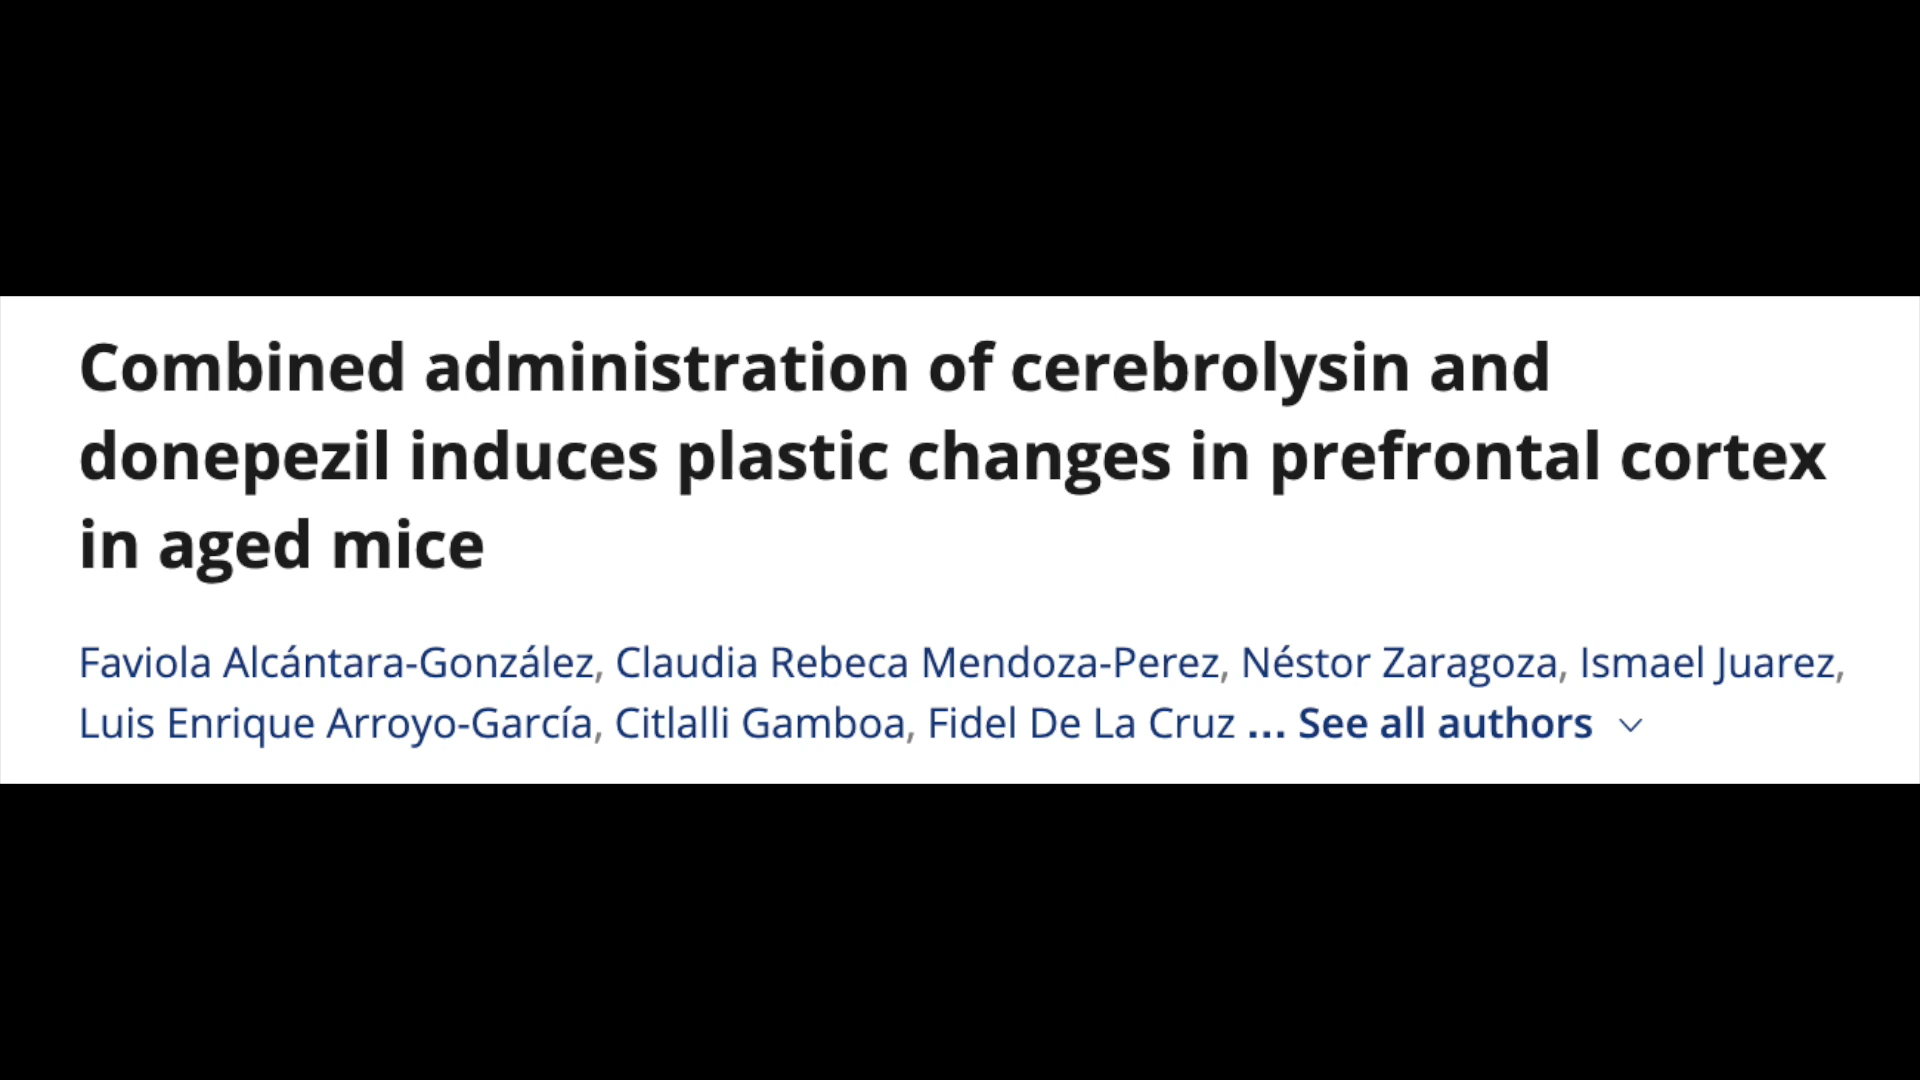 Combined administration of cerebrolysin and
donepezil induces plastic changes in prefrontal cortex
in aged mice
Faviola Alcántara-González, Claudia Rebeca Mendoza-Perez, Néstor Zaragoza, Ismael Juarez,
Luis Enrique Arroyo-García, Citlalli Gamboa, Fidel De La Cruz ... See all authors